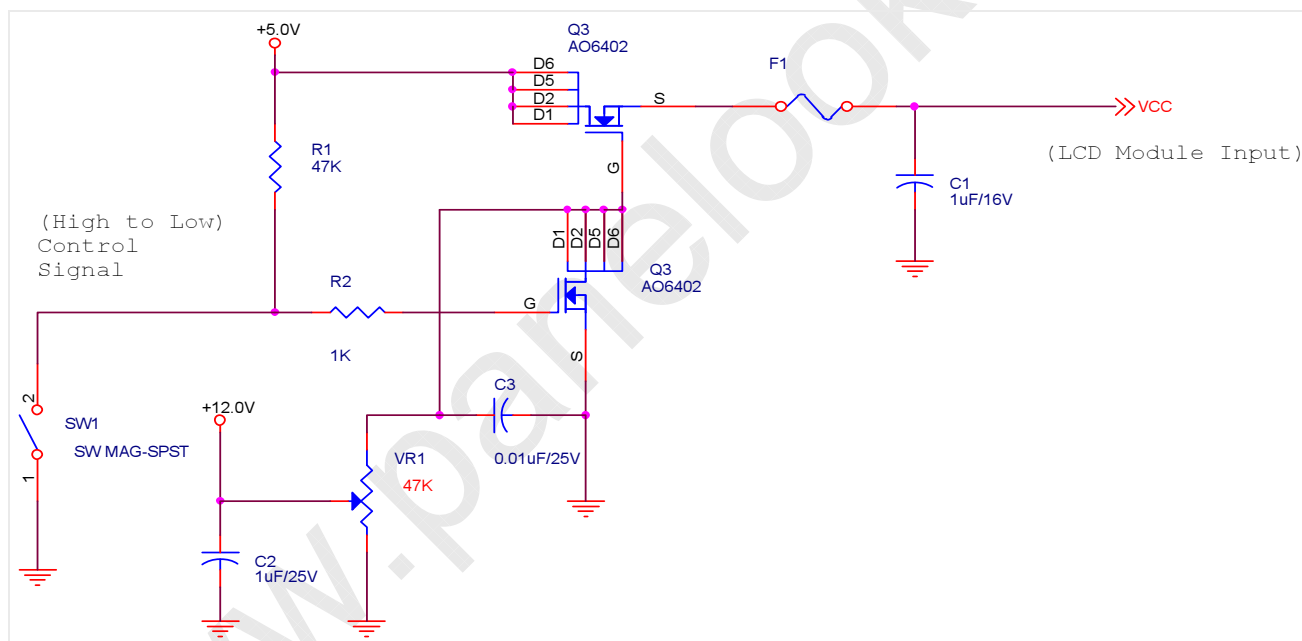 +5.0V
Q3
AO6402
F1
D6
D5
D2
D1
S
VCC
R1
47K
G
(LCD Module Input)
C1
1uF/16V
(High to Low)
Control
Signal
D1
D2
D5
D6
Q3
AO6402
R2
G
1K
S
C3
2
+12.0V
SW1
SW MAG-SPST
VR1
0.01uF/25V
1
47K
C2
1uF/25V
w.panelook